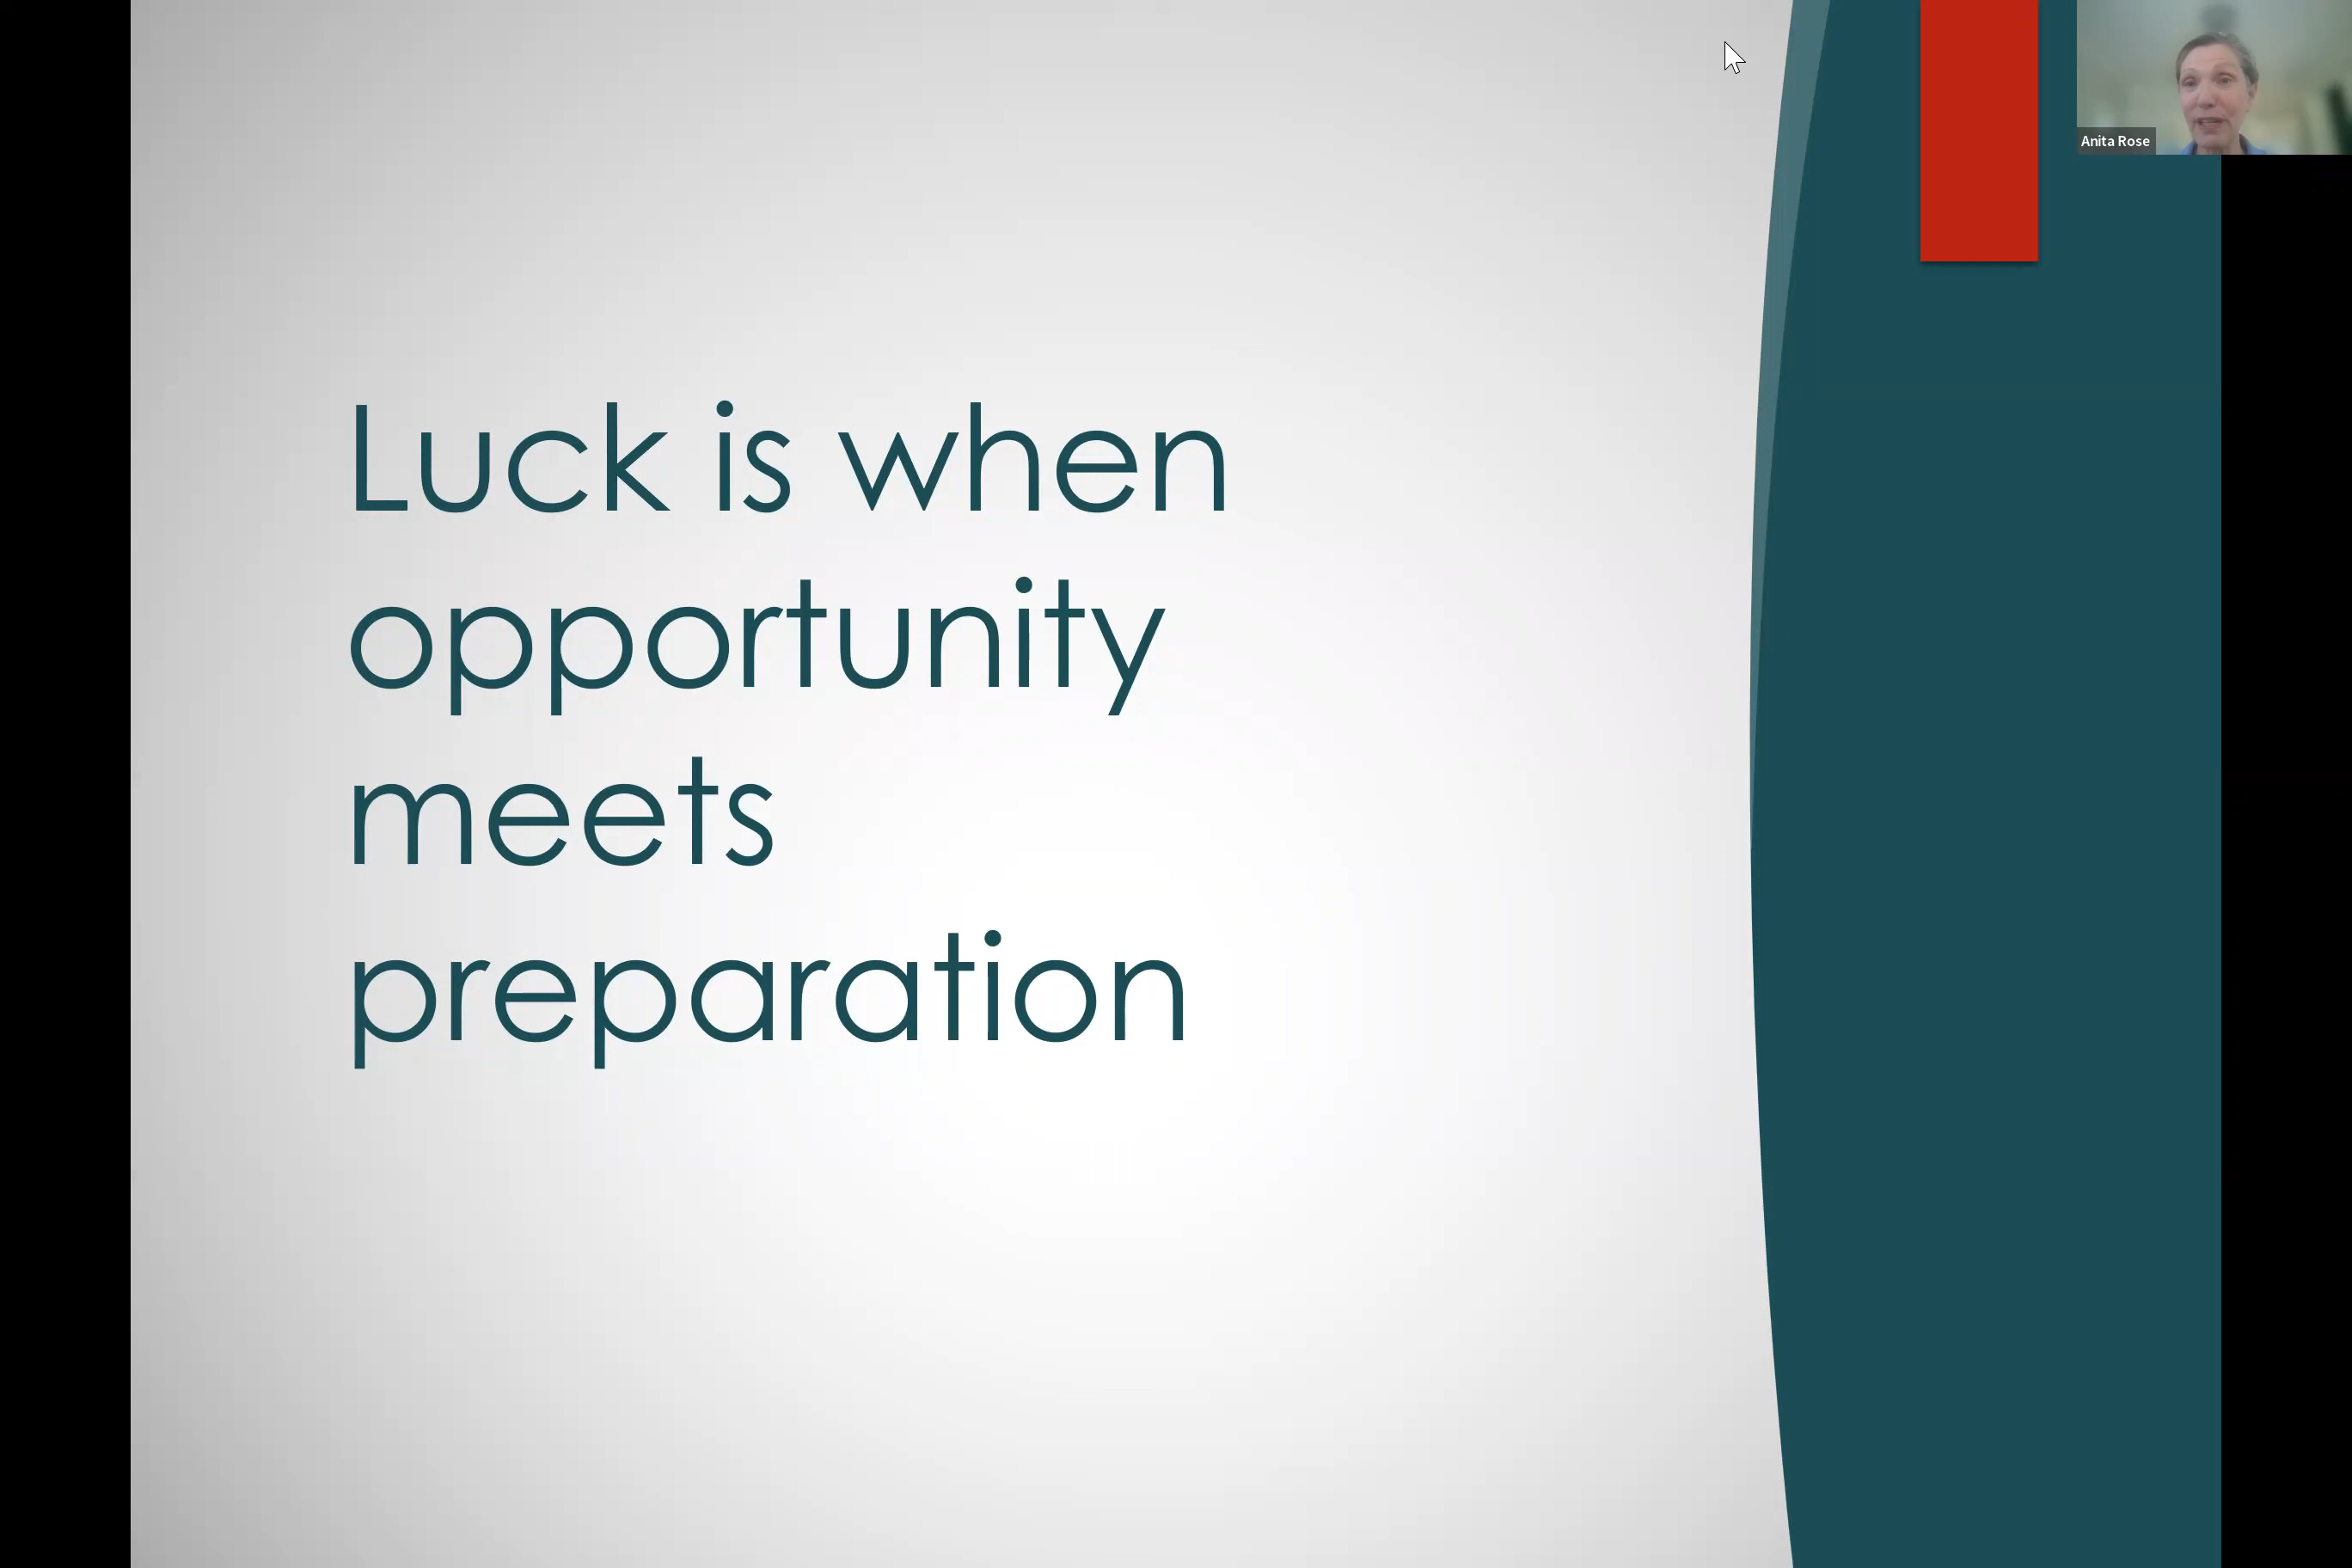 Anita Rose
Luck is when
opportunity
meets
preparation